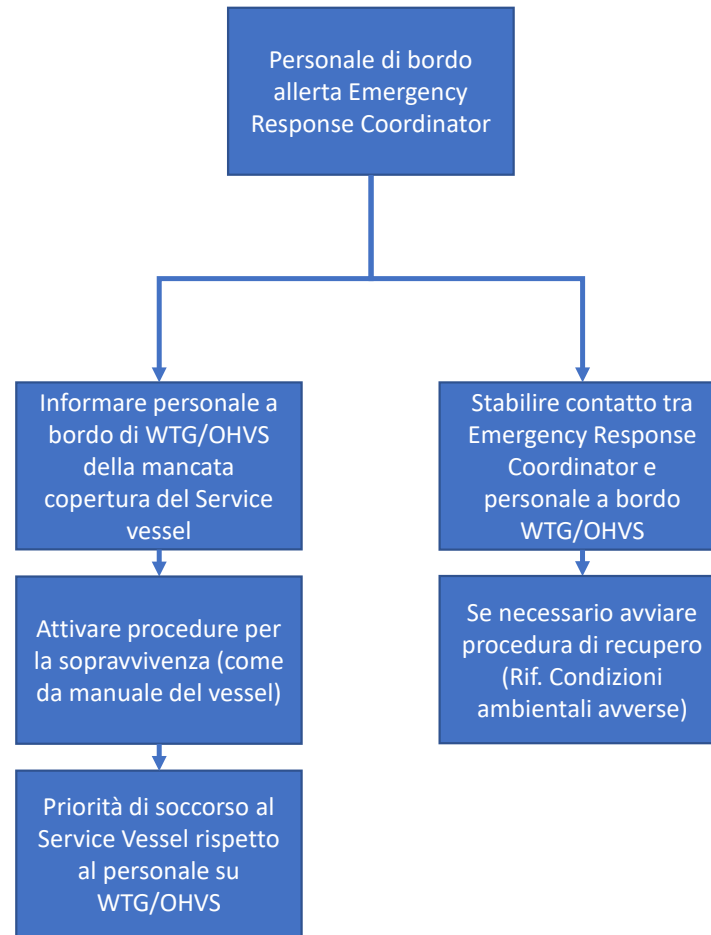 Personale di bordo
allerta Emergency
Response Coordinator
Informare personale a
bordo di WTG/OHVS
della mancata
copertura del Service
vessel
Stabilire contatto tra
Emergency Response
Coordinator e
personale a bordo
WTG/OHVS
Attivare procedure per
la sopravvivenza (come
da manuale del vessel)
Se necessario avviare
procedura di recupero
(Rif. Condizioni
ambientali avverse)
Priorità di soccorso al
Service Vessel rispetto
al personale su
WTG/OHVS